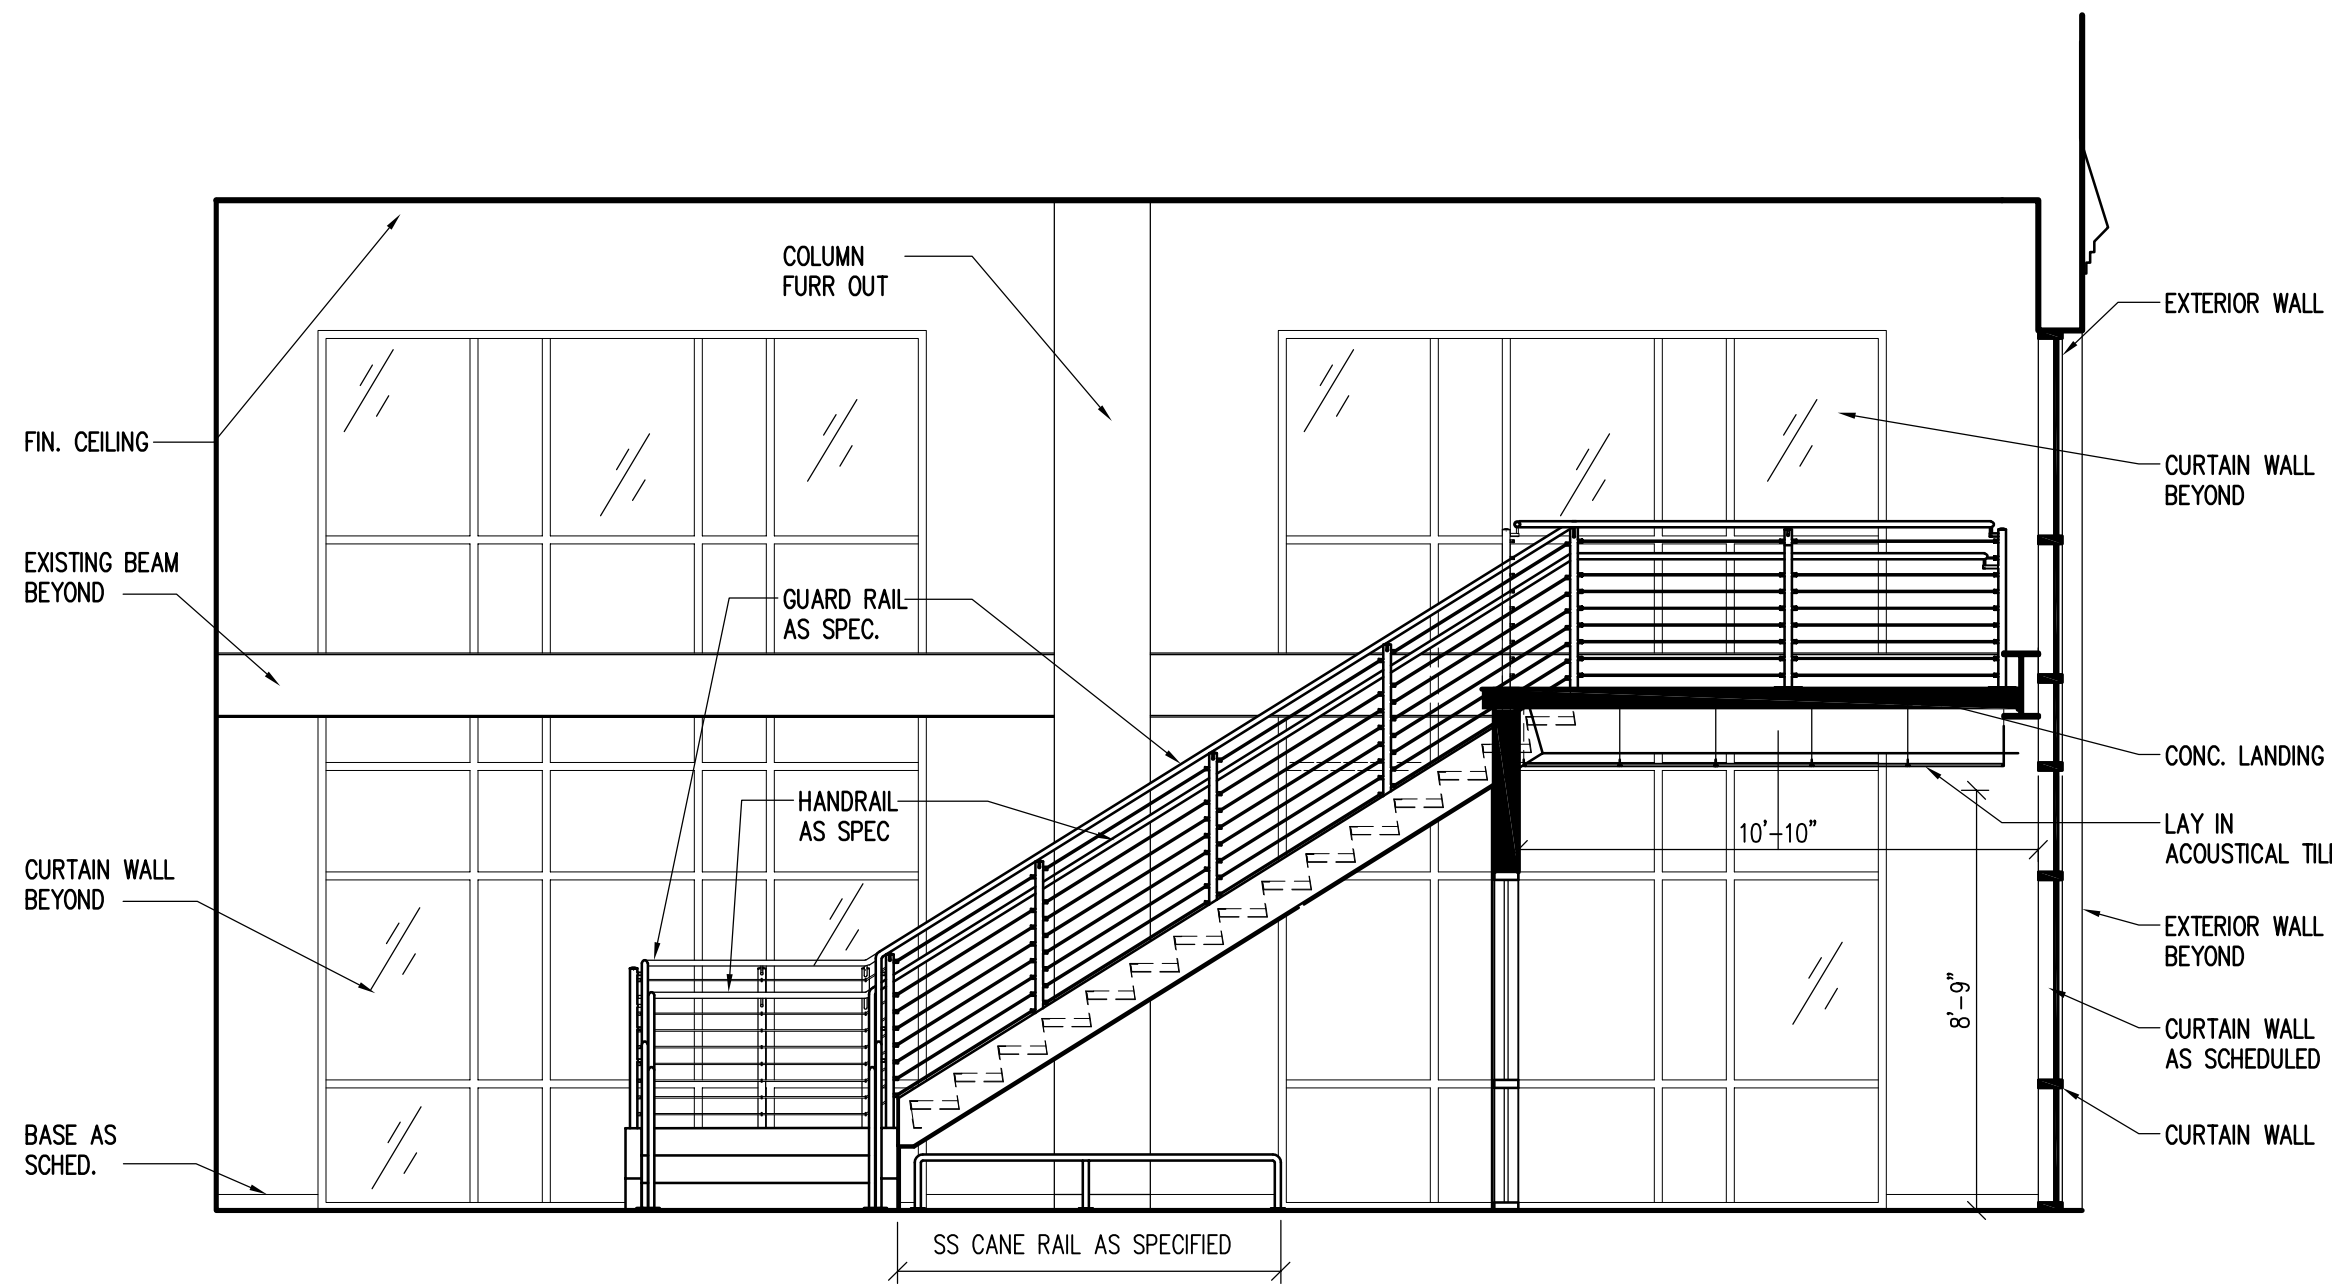 COLUMN
FURR OUT
FIN. CEILING
EXISTING BEAM
BEYOND
GUARD RAIL
AS SPEC.
HANDRAIL
AS SPEC
CURTAIN WALL
BEYOND
BASE AS
SCHED.
SS CANE RAIL AS SPECIFIED
10'-10"
8'-9"
EXTERIOR WALL
CURTAIN WALL
BEYOND
CONC. LANDING
LAY IN
ACOUSTICAL TIL
EXTERIOR WALL
BEYOND
CURTAIN WALL
AS SCHEDULED
CURTAIN WALL